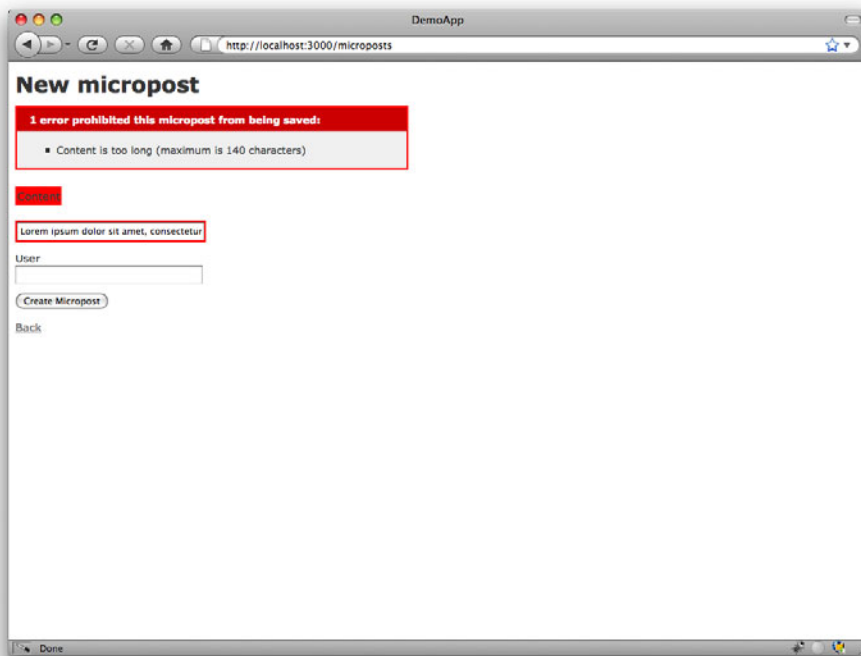 DemoApp
http://localhost:3000/microposts
New micropost
1 error prohibited this micropost from being saved:
Content is too long (maximum is 140 characters)
Content
Lorem ipsum dolor sit amet, consectetur
User
Create Micropost
Back
Done